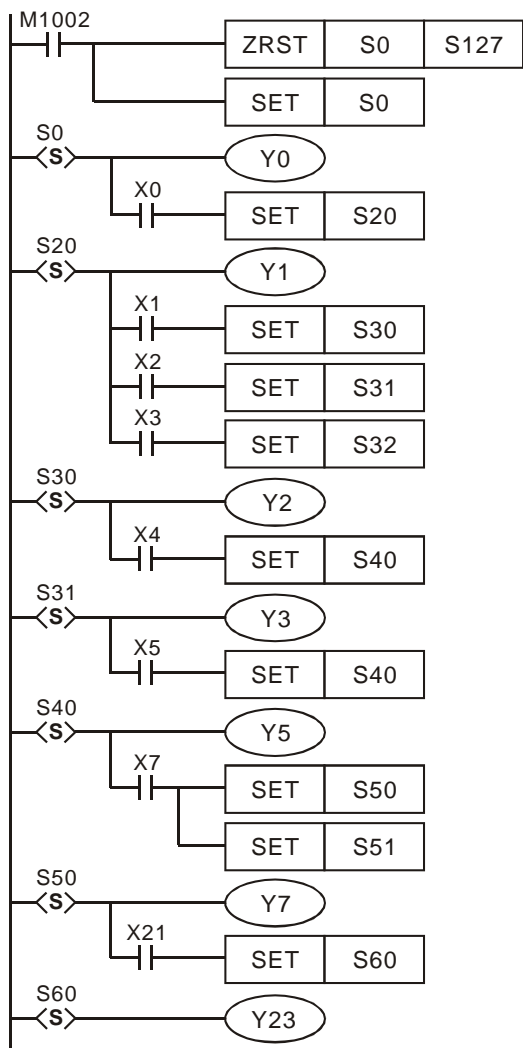 M1002
ZRST S0 S127
SET S0
S0
S Y0
X0
SET S20
S20
S Y1
X1
SET S30
X2
SET S31
X3
SET S32
S30
S Y2
X4
SET S40
S31
S Y3
X5
SET S40
S40
S Y5
X7
SET S50
SET S51
S50
S Y7
X21
SET S60
S60
S Y23